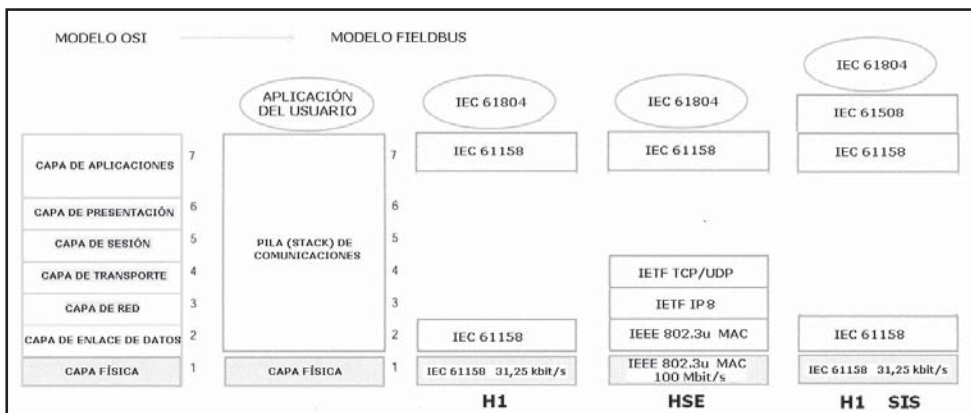 MODELO OSI
MODELO FIELDBUS
IEC 61804
APLICACIÓN
DEL USUARIO
IEC 61804
IEC 61804
IEC 61508
CAPA DE APLICACIONES
7
7
IEC 61158
IEC 61158
IEC 61158
CAPA DE PRESENTACIÓN
6
6
CAPA DE SESIÓN
5
PILA (STACK) DE
COMUNICACIONES
5
CAPA DE TRANSPORTE
4
4
IETF TCP/UDP
CAPA DE RED
3
3
IETF IP8
CAPA DE ENLACE DE DATOS
2
2
IEC 61158
IEEE 802.3u MAC
IEC 61158
CAPA FÍSICA
1
CAPA FÍSICA
1
IEC 61158 31,25 kbit/s
IEEE 802.3u MAC
100 Mbit/s
IEC 61158 31,25 kbit/s
H1
HSE
H1 SIS